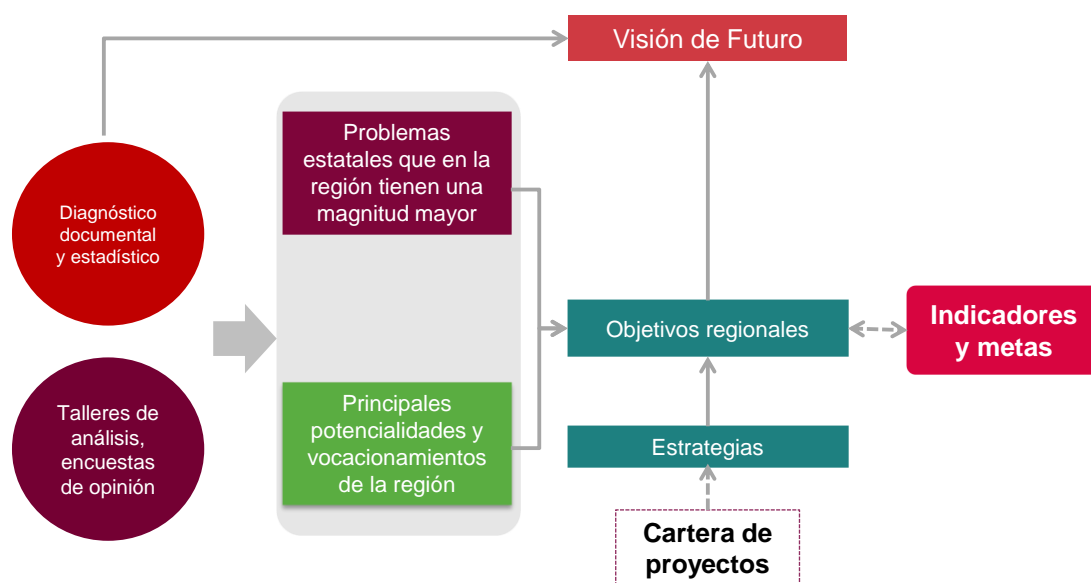 Visión de Futuro
Problemas
estatales que en la
región tienen una
magnitud mayor
Diagnóstico
documental
y estadístico
Objetivos regionales
Indicadores
y metas
Talleres de
análisis,
encuestas
de opinión
Principales
potencialidades y
vocacionamientos
de la región
Estrategias
Cartera de
proyectos